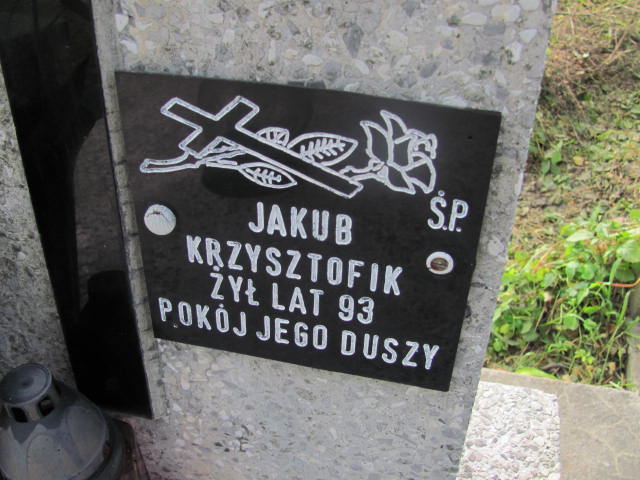 Ś.P.
JAKUB
KRZYSZTOFIK
ŻYŁ LAT 93
POKÓJ JEGO DUSZY